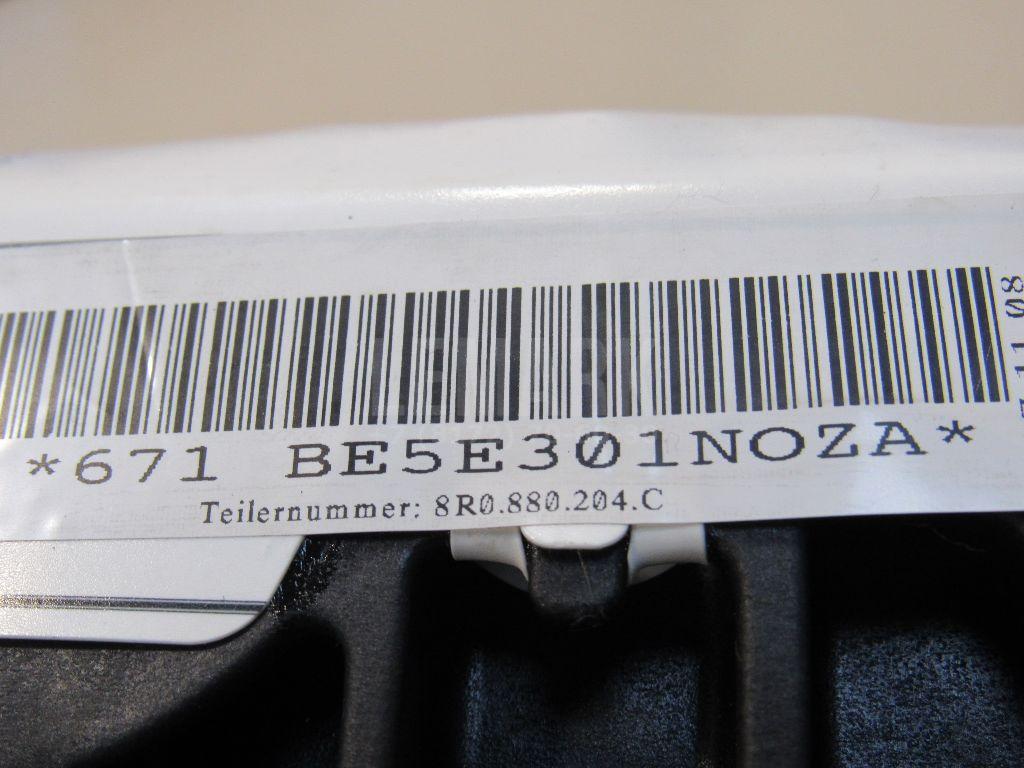 *671 BE5E301NOZA*
Teilernummer: 8R0.880.204.C